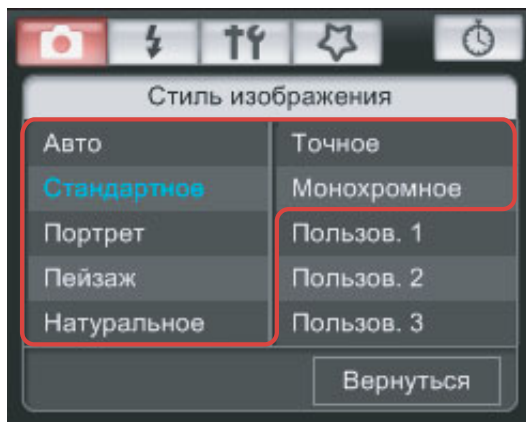 Стиль изображения
Авто
Стандартное
Портрет
Пейзаж
Натуральное
Точное
Монохромное
Пользов. 1
Пользов. 2
Пользов. 3
Вернуться